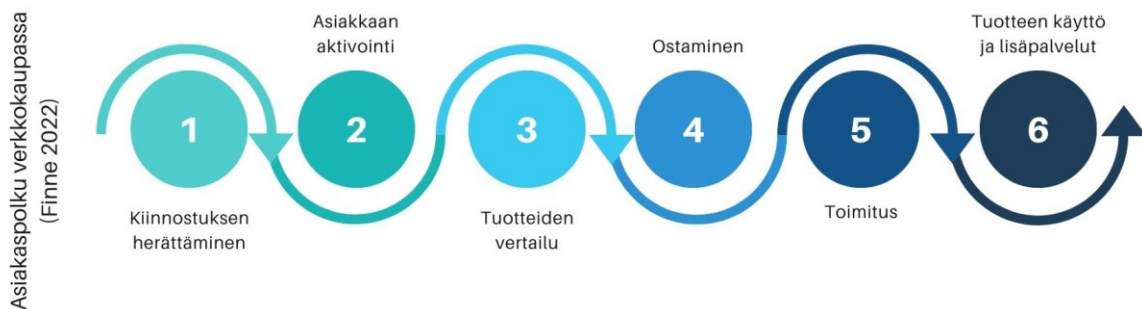 Asiakaspolku verkkokaupassa
(Finne 2022)
1
Kiinnostuksen
herättäminen
Asiakkaan
aktivointi
2
3
Tuotteiden
vertailu
Ostaminen
4
5
Toimitus
Tuotteen käyttö
ja lisäpalvelut
6